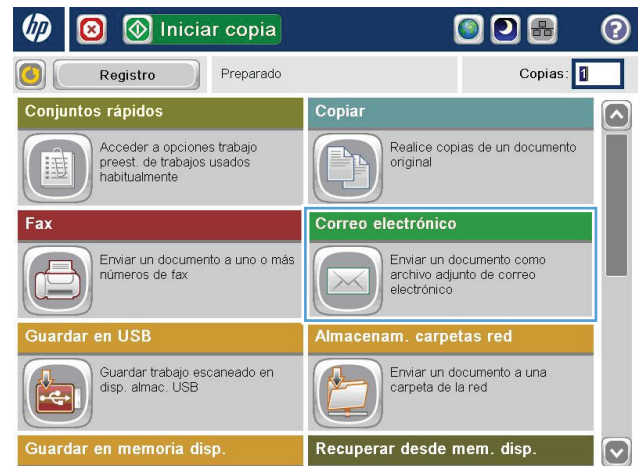 hp
Iniciar copia
?
Registro
Preparado
Copias: 1
Conjuntos rápidos
Acceder a opciones trabajo
preest. de trabajos usados
habitualmente
Copiar
Realice copias de un documento
original
Fax
Enviar un documento a uno o más
números de fax
Correo electrónico
Enviar un documento como
archivo adjunto de correo
electrónico
Guardar en USB
Guardar trabajo escaneado en
disp. almac. USB
Almacenam. carpetas red
Enviar un documento a una
carpeta de la red
Guardar en memoria disp.
Recuperar desde mem. disp.